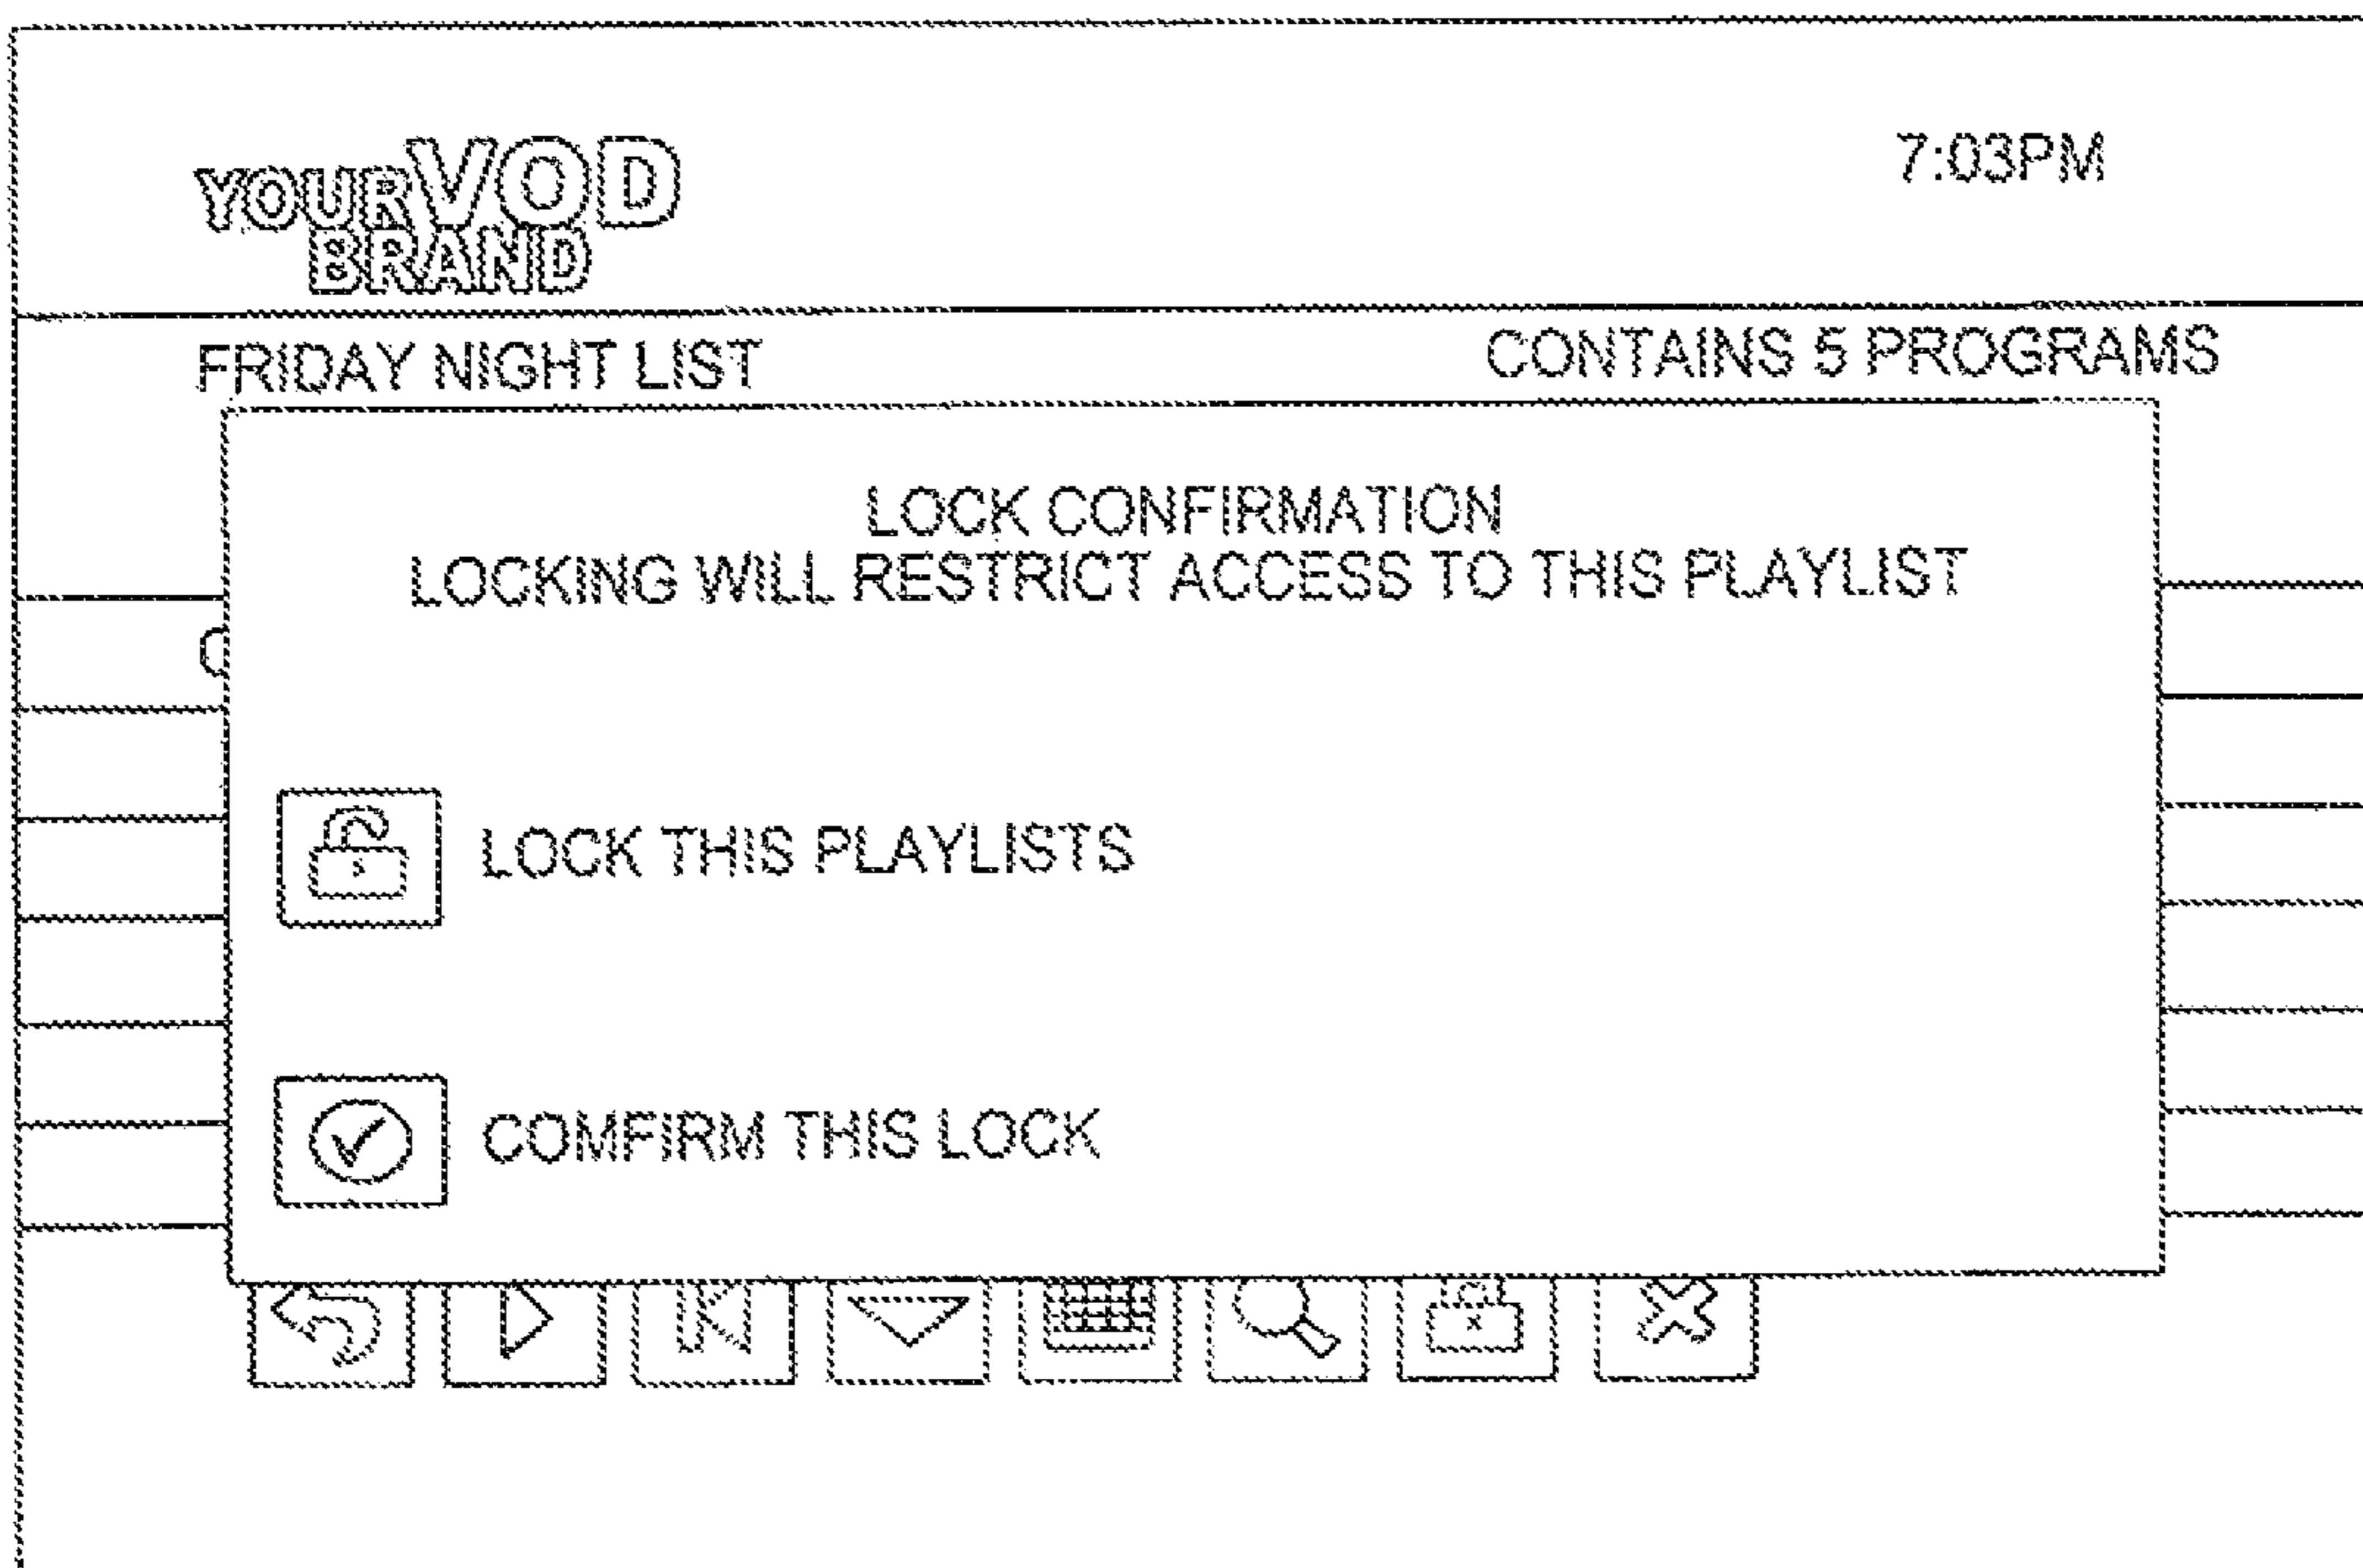 YOUR VOD
BRAND
7:03PM
FRIDAY NIGHT LIST
CONTAINS 5 PROGRAMS
LOCK CONFIRMATION
LOCKING WILL RESTRICT ACCESS TO THIS PLAYLIST
LOCK THIS PLAYLISTS
COMFIRM THIS LOCK